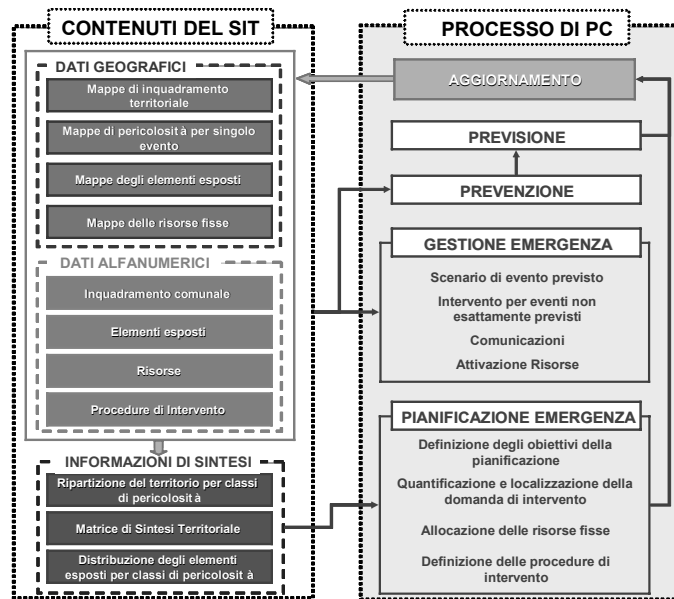 CONTENUTI DEL SIT
DATI GEOGRAFICI
Mappe di inquadramento
territoriale
Mappe di pericolosit à per singolo
evento
Mappe degli elementi esposti
Mappe delle risorse fisse
DATI ALFANUMERICI
Inquadramento comunale
Elementi esposti
Risorse
Procedure di Intervento
INFORMAZIONI DI SINTESI
Ripartizione del territorio per classi
di pericolosit à
Matrice di Sintesi Territoriale
Distribuzione degli elementi
esposti per classi di pericolosit à
PROCESSO DI PC
AGGIORNAMENTO
PREVISIONE
PREVENZIONE
GESTIONE EMERGENZA
Scenario di evento previsto
Intervento per eventi non
esattamente previsti
Comunicazioni
Attivazione Risorse
PIANIFICAZIONE EMERGENZA
Definizione degli obiettivi della
pianificazione
Quantificazione e localizzazione della
domanda di intervento
Allocazione delle risorse fisse
Definizione delle procedure di
intervento